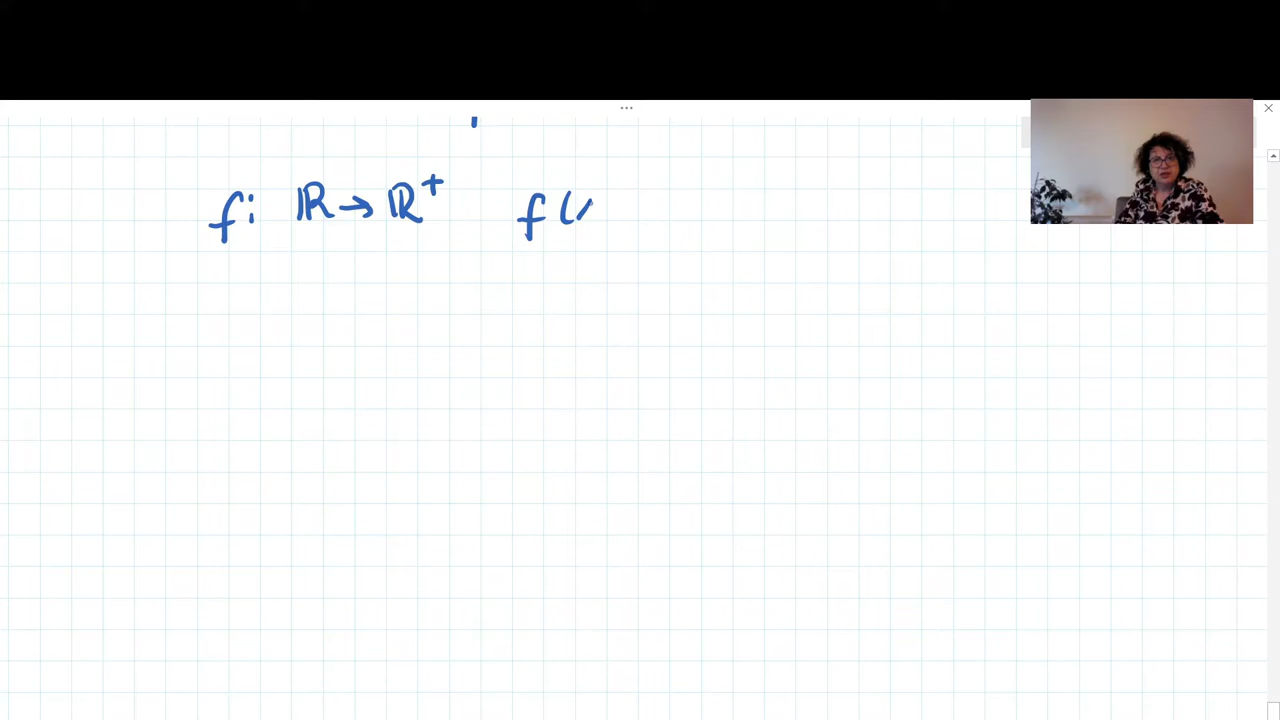 f: ℝ → ℝ⁺ f(